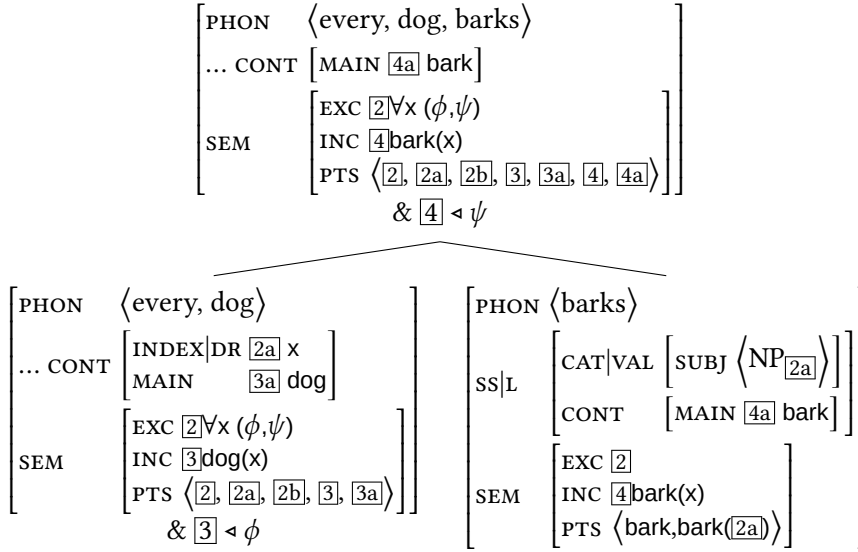 PHON ⟨every, dog, barks⟩
... CONT [MAIN 4a bark]
SEM [EXC 2 ∀x (ϕ,ψ)
INC 4 bark(x)
PTS ⟨2, 2a, 2b, 3, 3a, 4, 4a⟩]
& 4 ◂ ψ
PHON ⟨every, dog⟩
... CONT [INDEX|DR 2a x
MAIN 3a dog]
SEM [EXC 2 ∀x (ϕ,ψ)
INC 3 dog(x)
PTS ⟨2, 2a, 2b, 3, 3a⟩]
& 3 ◂ ϕ
PHON ⟨barks⟩
SS|L [CAT|VAL [SUBJ ⟨NP 2a⟩]
CONT [MAIN 4a bark]]
SEM [EXC 2
INC 4 bark(x)
PTS ⟨bark,bark(2a)⟩]